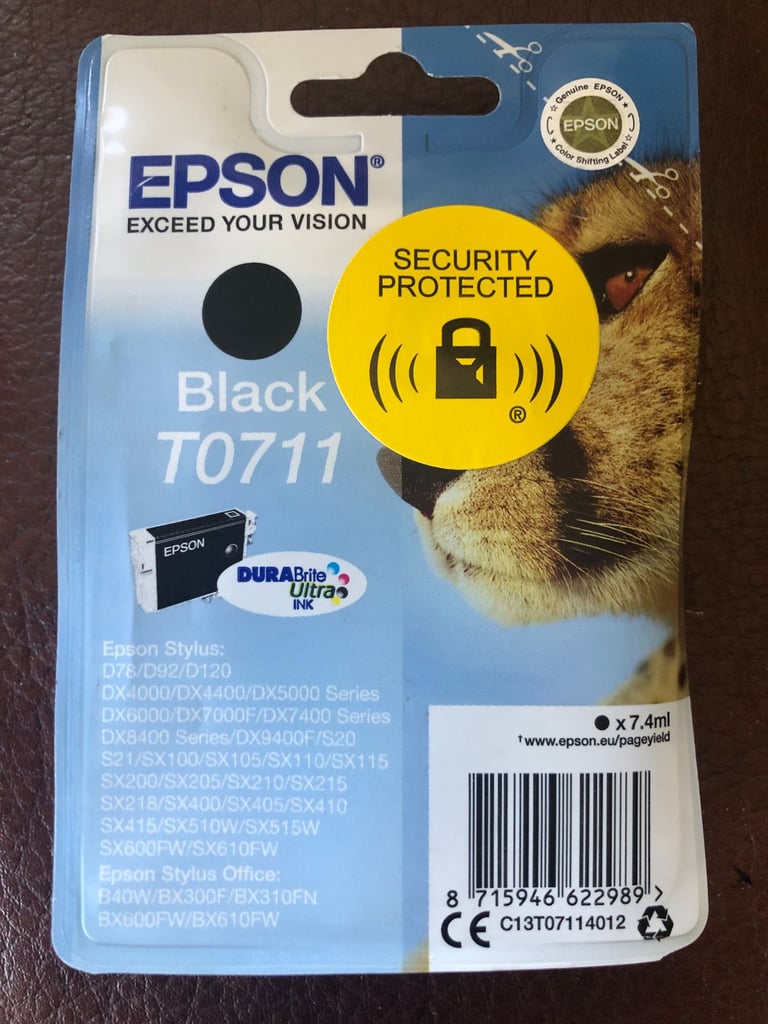 Genuine EPSON
EPSON
Color Shifting Label
EPSON®
EXCEED YOUR VISION
SECURITY
PROTECTED
®
Black
T0711
EPSON
DURABrite
Ultra
INK
Epson Stylus:
D78/D92/D120
DX4000/DX4400/DX5000 Series
DX6000/DX7000F/DX7400 Series
DX8400 Series/DX9400F/S20
S21/SX100/SX105/SX110/SX115
SX200/SX205/SX210/SX215
SX218/SX400/SX405/SX410
SX415/SX510W/SX515W
SX600FW/SX610FW
Epson Stylus Office:
B40W/BX300F/BX310FN
BX600FW/BX610FW
x 7.4ml
†www.epson.eu/pageyield
8 715946 622989 >
CE C13T07114012